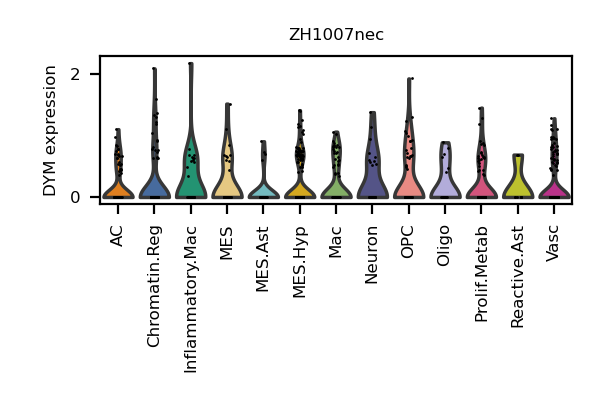 ZH1007nec
DYM expression
2
0
AC
Chromatin.Reg
Inflammatory.Mac
MES
MES.Ast
MES.Hyp
Mac
Neuron
OPC
Oligo
Prolif.Metab
Reactive.Ast
Vasc